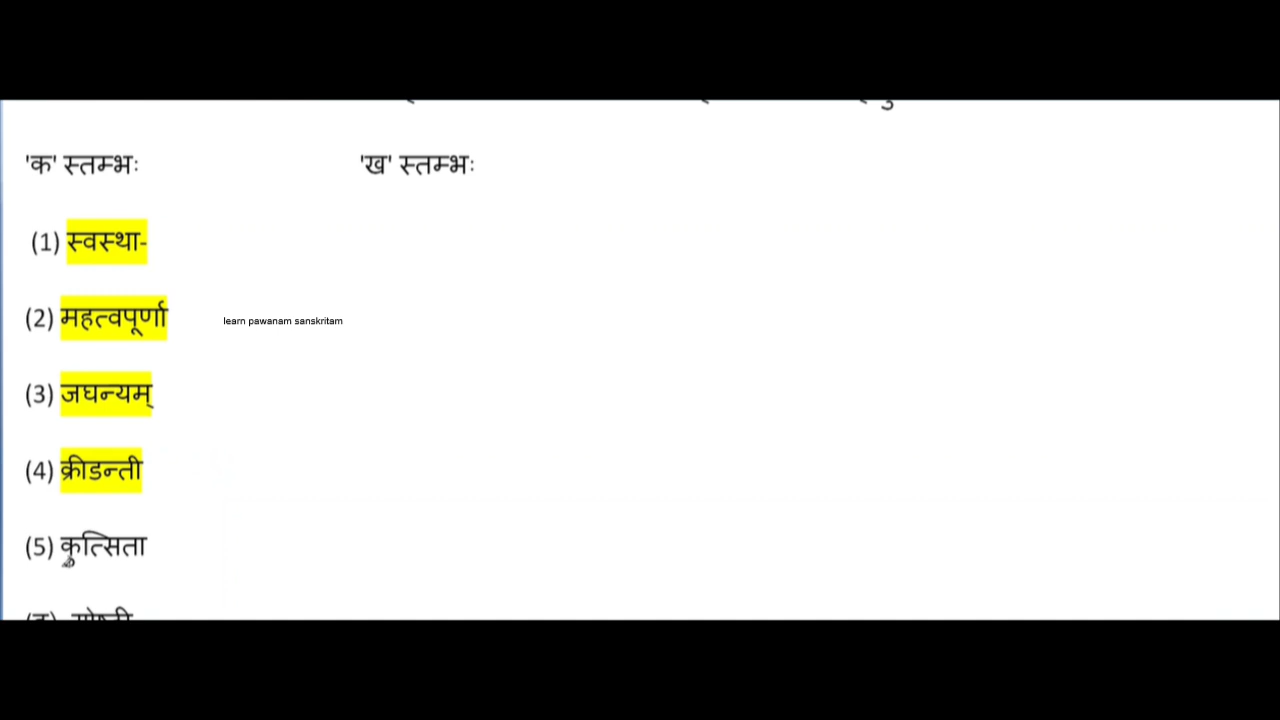 'क' स्तम्भः 'ख' स्तम्भः
(1) स्वस्था-
(2) महत्वपूर्णा learn pawanam sanskritam
(3) जघन्यम्
(4) क्रीडन्ती
(5) कुत्सिता